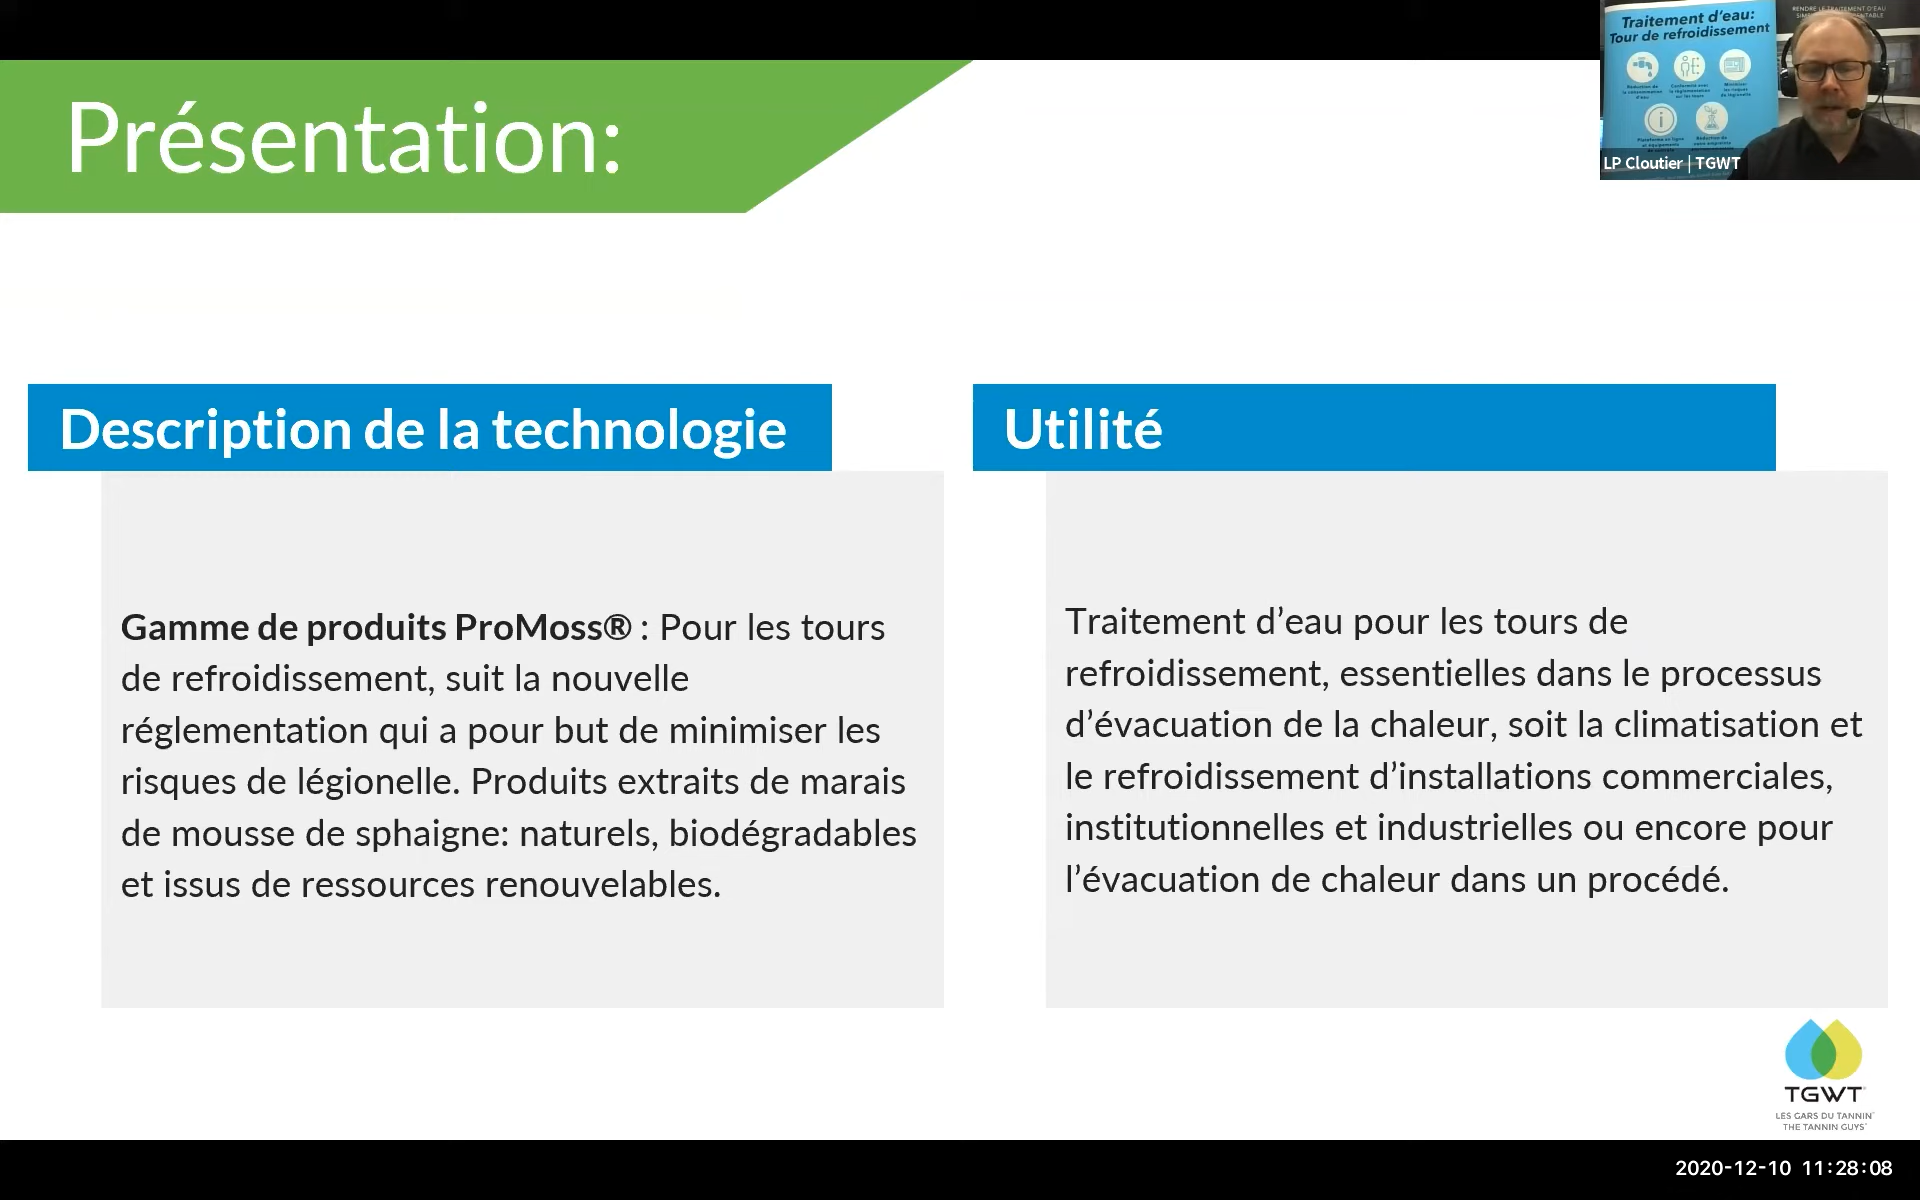 Présentation:
RENDRE LE TRAITEMENT D'EAU
Traitement d'eau:
Tour de refroidissement
LP Cloutier | TGWT
Description de la technologie
Gamme de produits ProMoss® : Pour les tours
de refroidissement, suit la nouvelle
réglementation qui a pour but de minimiser les
risques de légionelle. Produits extraits de marais
de mousse de sphaigne: naturels, biodégradables
et issus de ressources renouvelables.
Utilité
Traitement d’eau pour les tours de
refroidissement, essentielles dans le processus
d’évacuation de la chaleur, soit la climatisation et
le refroidissement d’installations commerciales,
institutionnelles et industrielles ou encore pour
l’évacuation de chaleur dans un procédé.
TGWT
LES GARS DU TANNIN
THE TANNIN GUYS
2020-12-10 11:28:08